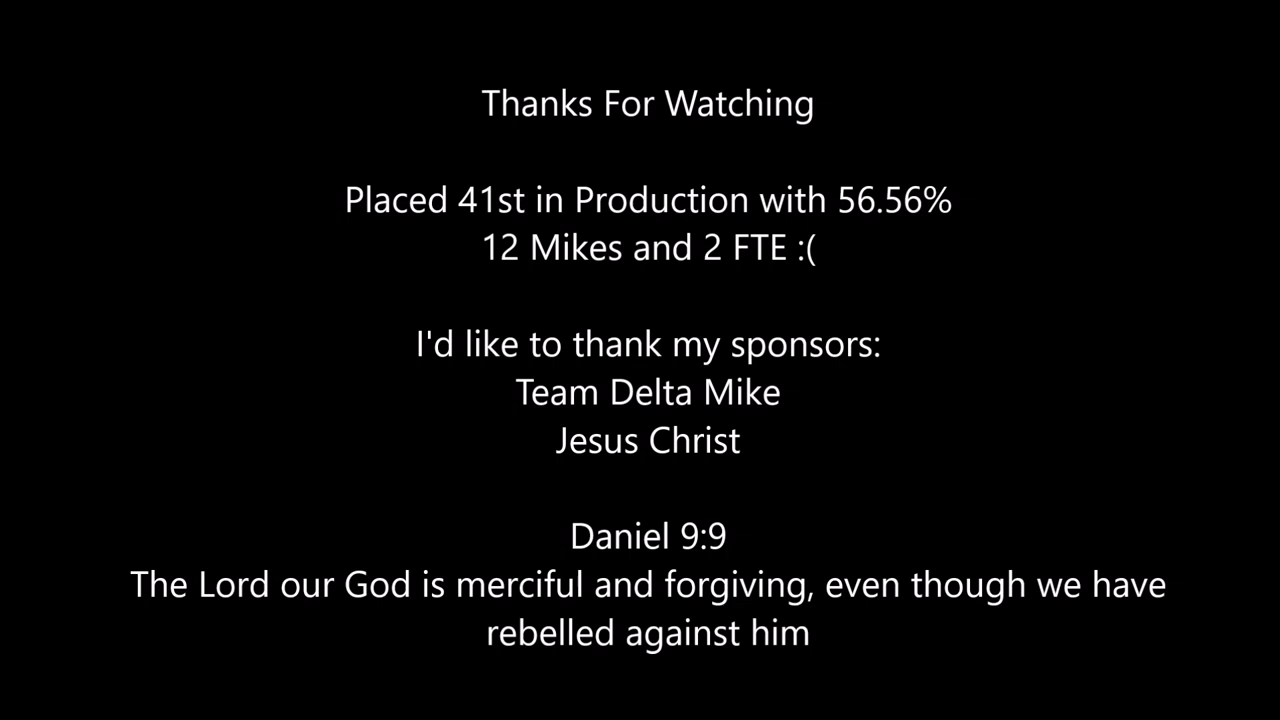 Thanks For Watching
Placed 41st in Production with 56.56%
12 Mikes and 2 FTE :(
I'd like to thank my sponsors:
Team Delta Mike
Jesus Christ
Daniel 9:9
The Lord our God is merciful and forgiving, even though we have
rebelled against him